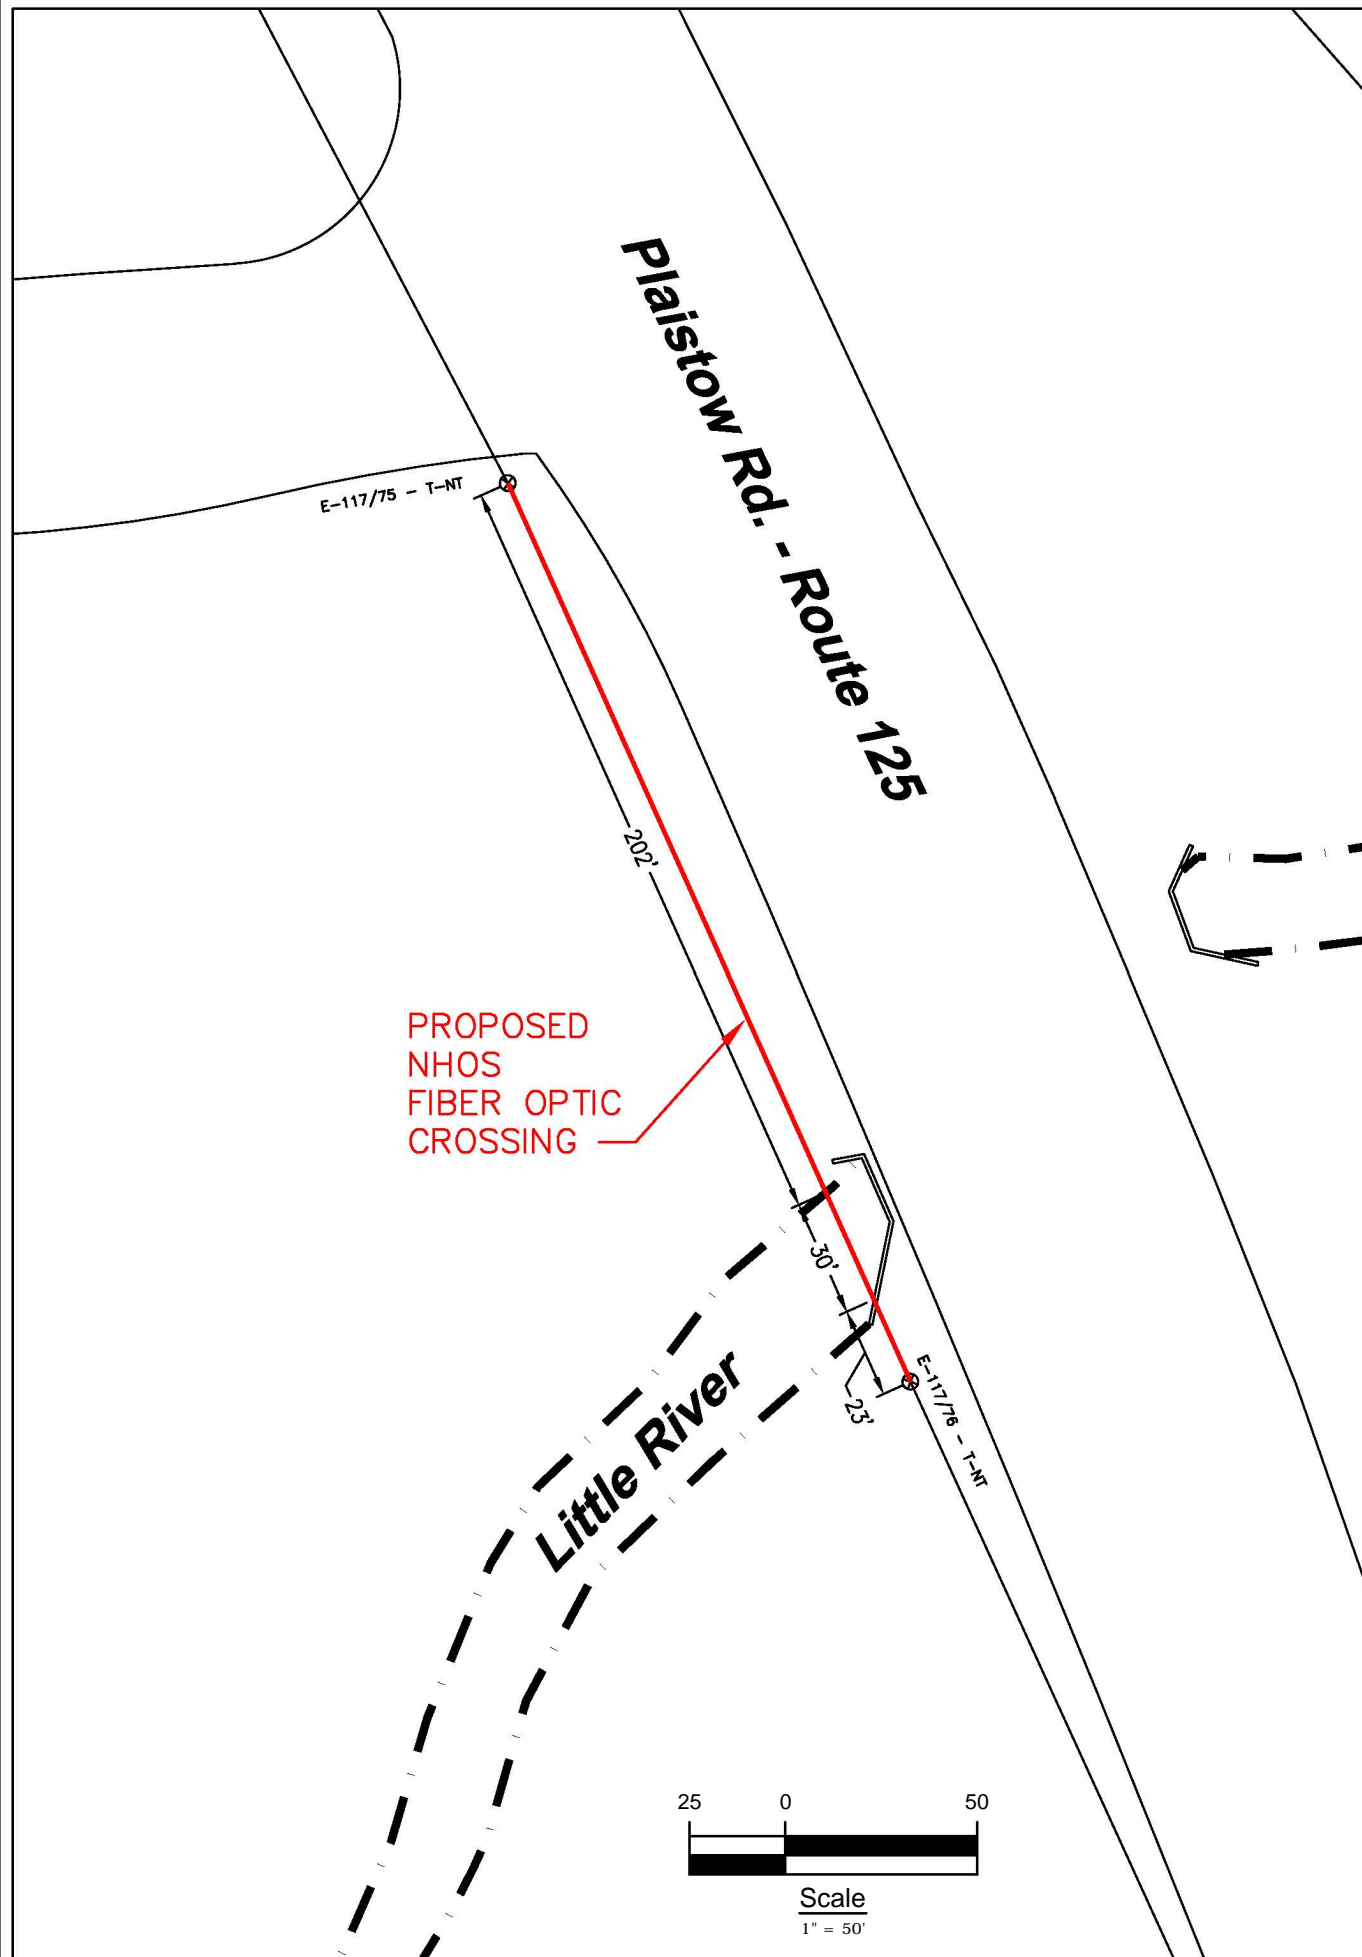 Plaistow Rd. - Route 125
E-117/75 - T-NT
202'
PROPOSED
NHOS
FIBER OPTIC
CROSSING
30'
23'
E-117/76 - T-NT
Little River
25 0 50
Scale
1" = 50'